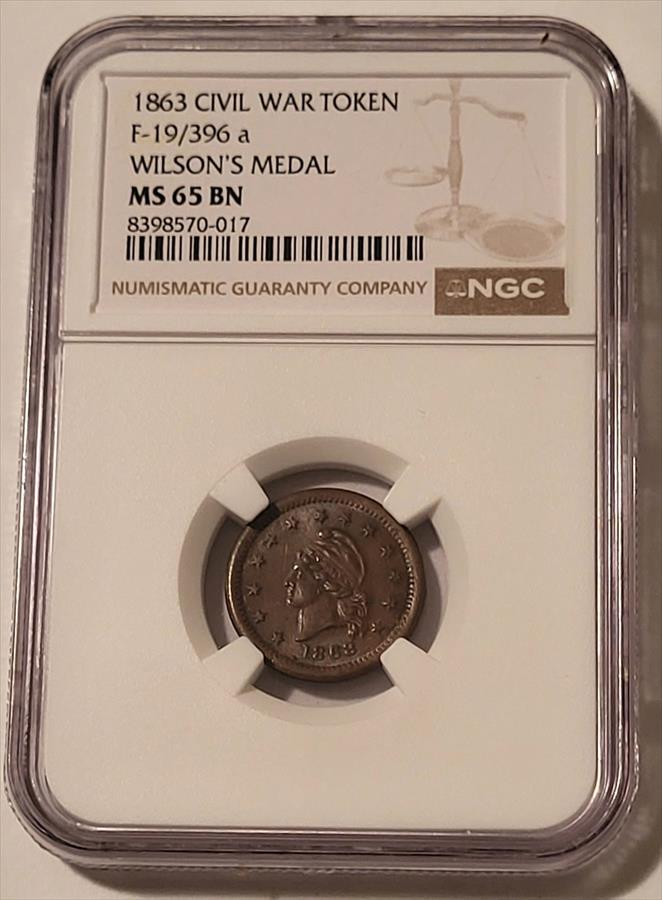 1863 CIVIL WAR TOKEN
F-19/396 a
WILSON'S MEDAL
MS 65 BN
8398570-017
NUMISMATIC GUARANTY COMPANY NGC
1863